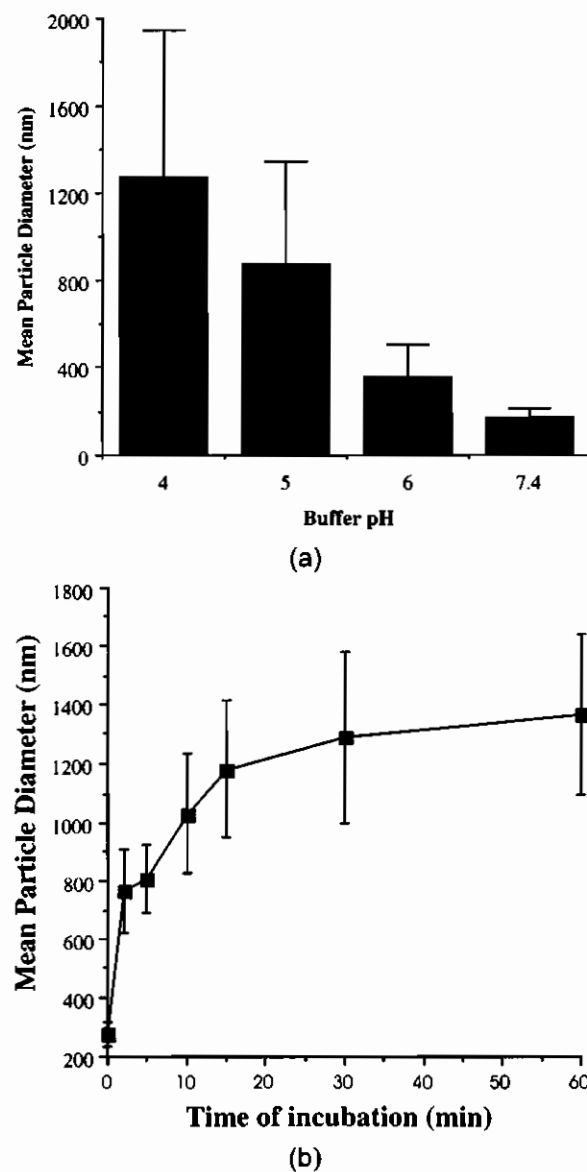 2000
1600
1200
800
400
0
Mean Particle Diameter (nm)
4 5 6 7.4
Buffer pH
(a)
1800
1600
1400
1200
1000
800
600
400
200
Mean Particle Diameter (nm)
0 10 20 30 40 50 60
Time of incubation (min)
(b)